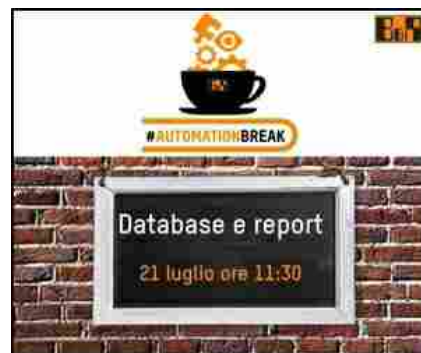 B&R
#AUTOMATIONBREAK
Database e report
21 luglio ore 11:30